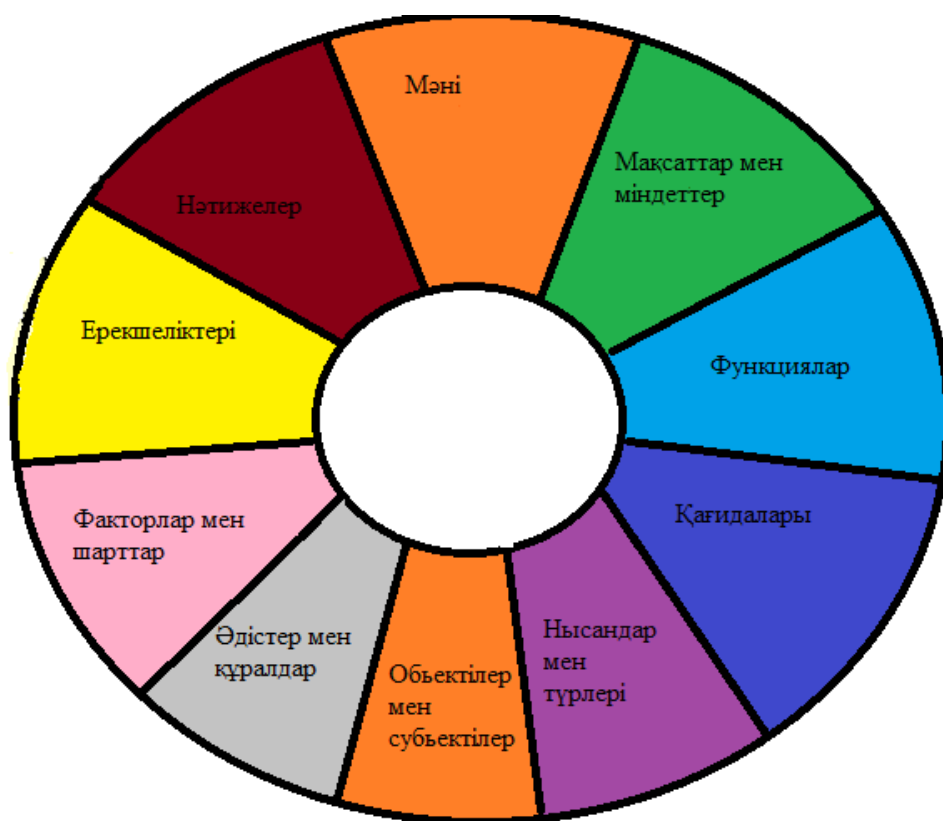 Мәні
Мақсаттар мен
міндеттер
Функциялар
Қағидалары
Нысандар
мен
түрлері
Обьектілер
мен
субьектілер
Әдістер мен
құралдар
Факторлар мен
шарттар
Ерекшеліктері
Нәтижелер